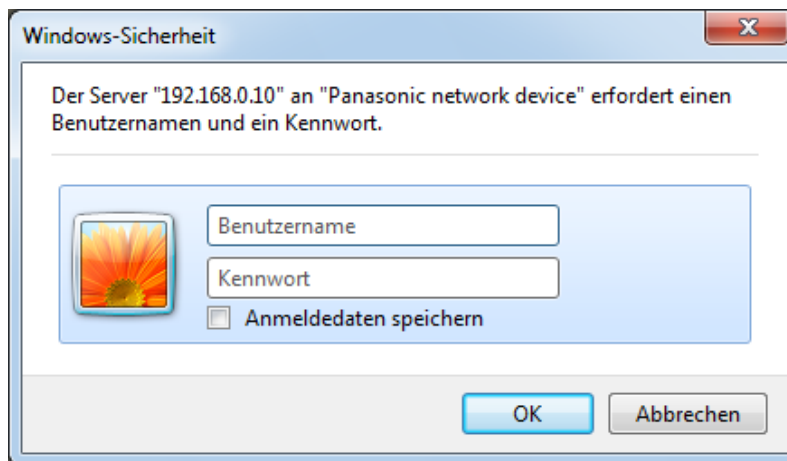 Windows-Sicherheit
Der Server "192.168.0.10" an "Panasonic network device" erfordert einen
Benutzernamen und ein Kennwort.
Benutzername
Kennwort
Anmeldedaten speichern
OK
Abbrechen